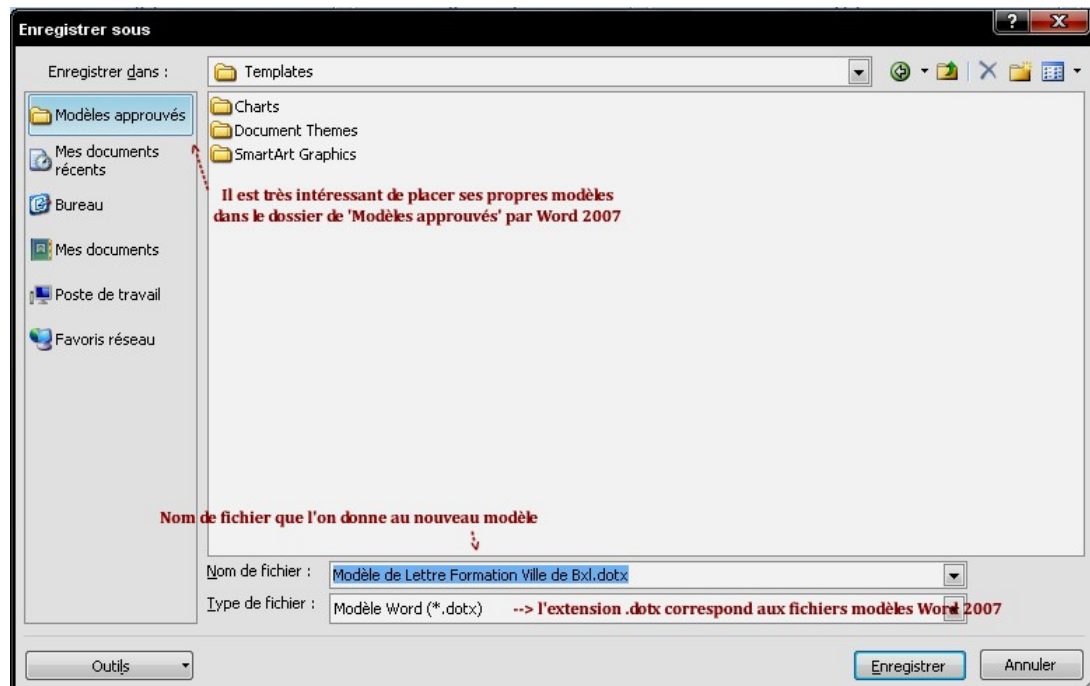 Enregistrer sous
?
X
Enregistrer dans :
Templates
Modèles approuvés
Mes documents
récents
Bureau
Mes documents
Poste de travail
Favoris réseau
Charts
Document Themes
SmartArt Graphics
Il est très intéressant de placer ses propres modèles
dans le dossier de 'Modèles approuvés' par Word 2007
Nom de fichier que l'on donne au nouveau modèle
Nom de fichier :
Modèle de Lettre Formation Ville de Bxl.dotx
Type de fichier :
Modèle Word (*.dotx) --> l'extension .dotx correspond aux fichiers modèles Word 2007
Outils
Enregistrer
Annuler